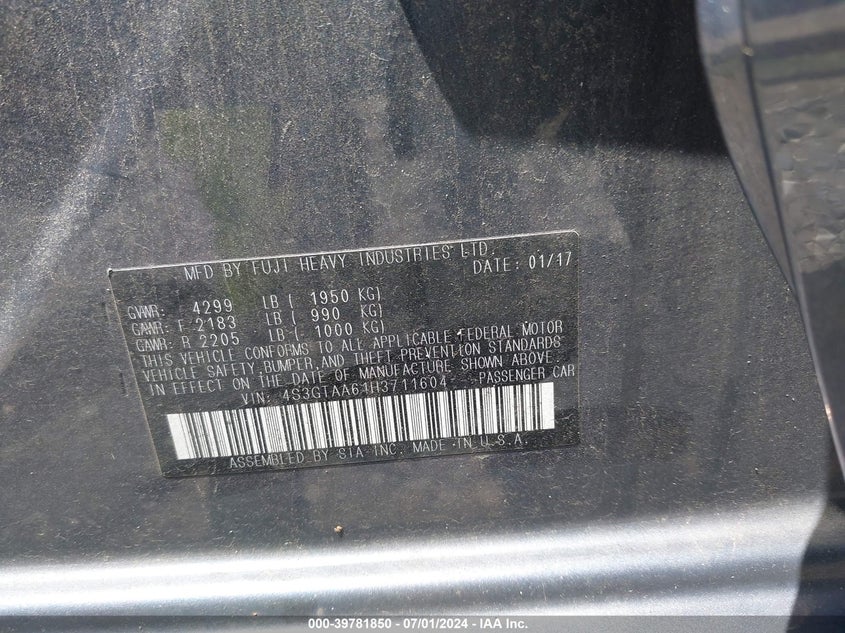 MFD BY FUJI HEAVY INDUSTRIES LTD.
DATE: 01/17
GVWR: 4299 LB ( 1950 KG)
GAWR: F 2183 LB ( 990 KG)
GAWR: R 2205 LB ( 1000 KG)
THIS VEHICLE CONFORMS TO ALL APPLICABLE FEDERAL MOTOR
VEHICLE SAFETY, BUMPER, AND THEFT PREVENTION STANDARDS
IN EFFECT ON THE DATE OF MANUFACTURE SHOWN ABOVE.
VIN: 4S3GTAA61H3711604 PASSENGER CAR
ASSEMBLED BY SIA INC. MADE IN U.S.A.
000-39781850 - 07/01/2024 - IAA Inc.